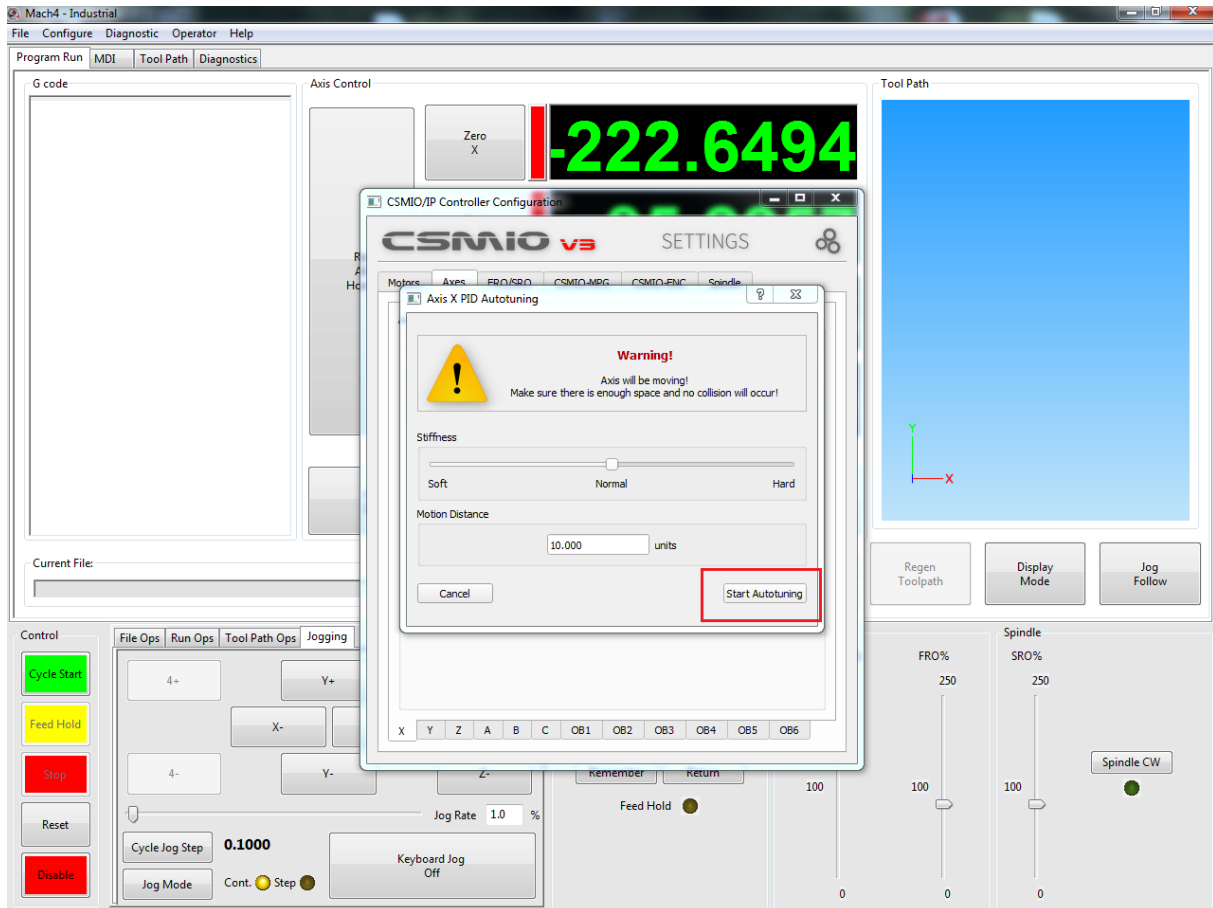 Mach4 - Industrial
File Configure Diagnostic Operator Help
Program Run MDI Tool Path Diagnostics
G code
Axis Control
Tool Path
Zero
X
-222.6494
CSMIO/IP Controller Configuration
CSMIO V3 SETTINGS
Motors Axes FRO/SRO CSMIO-MPG CSMIO-ENC Spindle
Axis X PID Autotuning
Warning!
Axis will be moving!
Make sure there is enough space and no collision will occur!
Stiffness
Soft Normal Hard
Motion Distance
10.000 units
Cancel Start Autotuning
Y
X
X Y Z A B C OB1 OB2 OB3 OB4 OB5 OB6
Current File:
Regen
Toolpath
Display
Mode
Jog
Follow
Control
Cycle Start
Feed Hold
Stop
Reset
Disable
File Ops Run Ops Tool Path Ops Jogging
4+ Y+
X-
4- Y- Z-
Jog Rate 1.0 %
Cycle Jog Step 0.1000
Jog Mode Cont. Step
Keyboard Jog
Off
Remember Return
Feed Hold
100
0
FRO%
250
100
0
Spindle
SRO%
250
100
0
Spindle CW